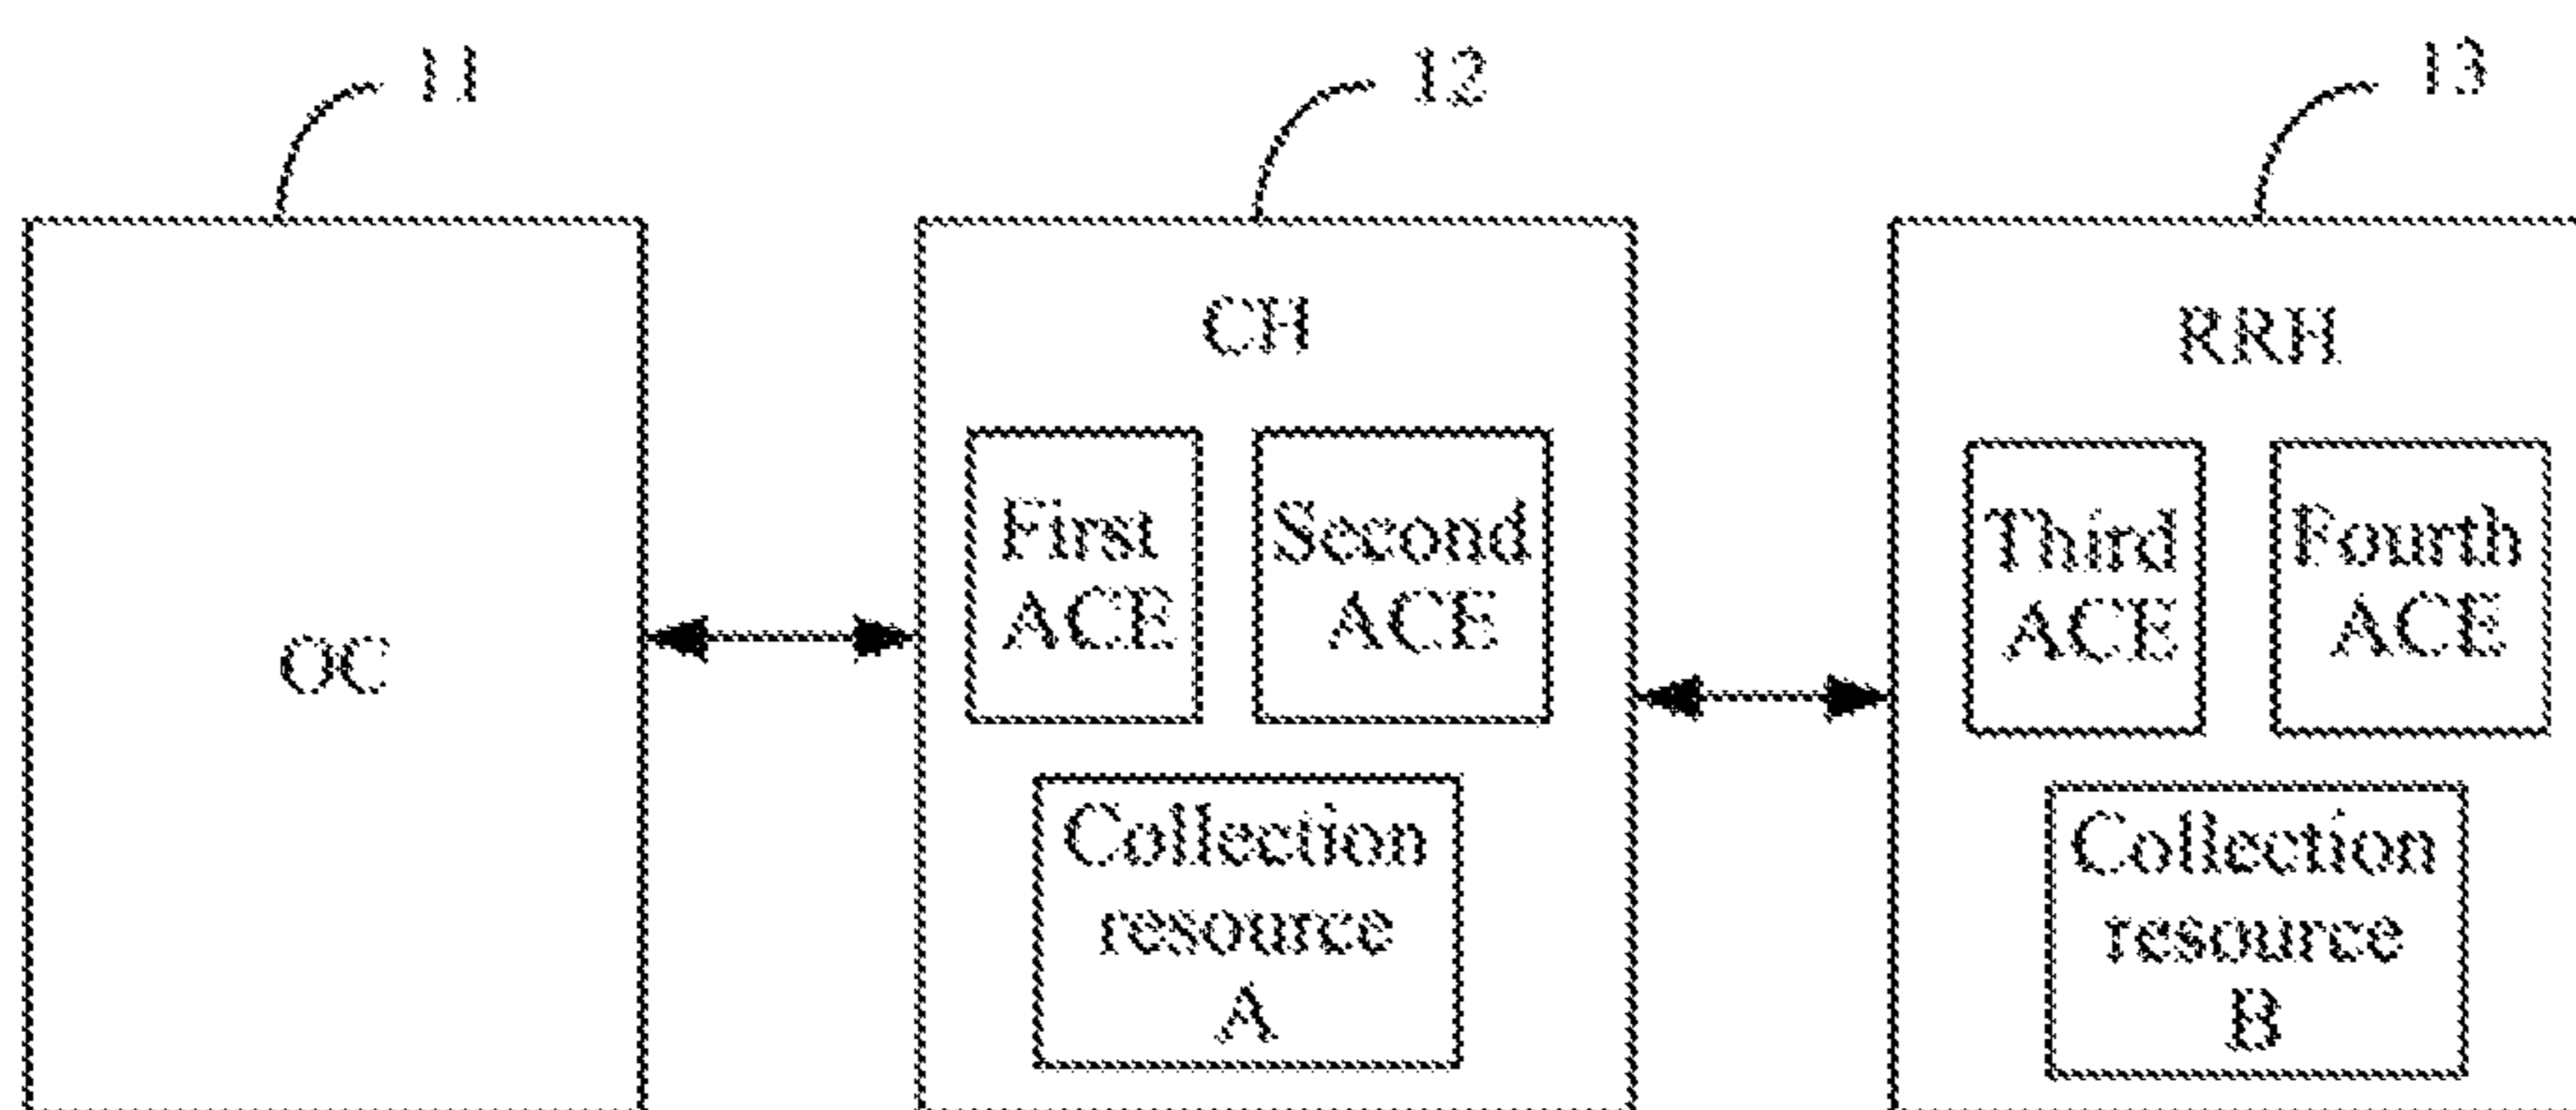 11
12
13
OC
CH
First
ACE
Second
ACE
Collection
resource
A
RRH
Third
ACE
Fourth
ACE
Collection
resource
B